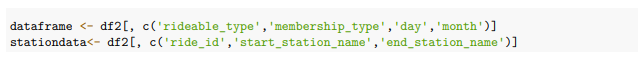 dataframe <- df2[, c('rideable_type','membership_type','day','month')]
stationdata<- df2[, c('ride_id','start_station_name','end_station_name')]